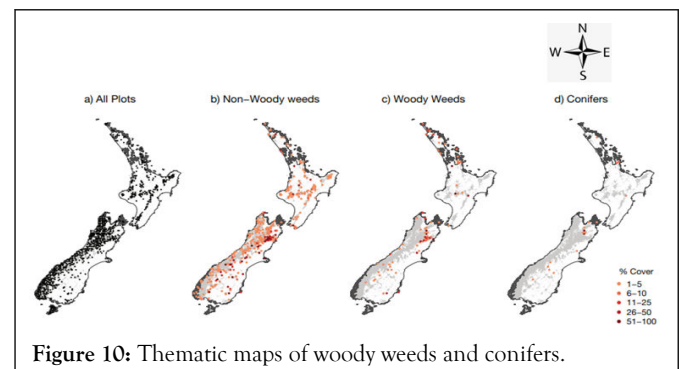 N
W E
S
a) All Plots b) Non−Woody weeds c) Woody Weeds d) Conifers
% Cover
1−5
6−10
11−25
26−50
51−100
Figure 10: Thematic maps of woody weeds and conifers.